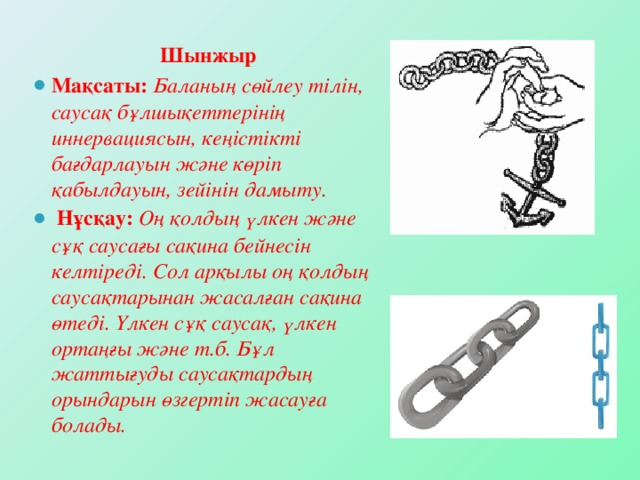 Шынжыр
Мақсаты: Баланың сөйлеу тілін,
саусақ бұлшықеттерінің
иннервациясын, кеңістікті
бағдарлауын және көріп
қабылдауын, зейінін дамыту.
Нұсқау: Оң қолдың үлкен және
сұқ саусағы сақина бейнесін
келтіреді. Сол арқылы оң қолдың
саусақтарынан жасалған сақина
өтеді. Үлкен сұқ саусақ, үлкен
ортаңғы және т.б. Бұл
жаттығуды саусақтардың
орындарын өзгертіп жасауға
болады.